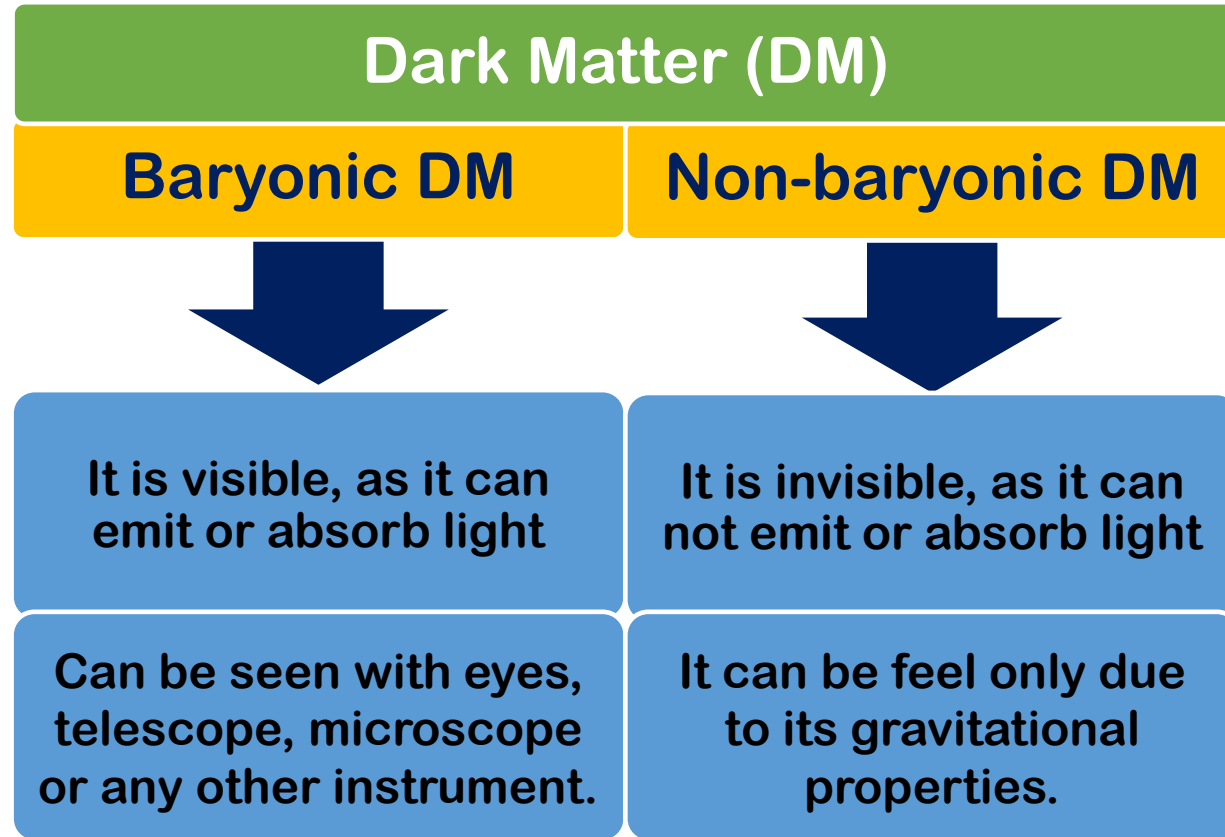 Dark Matter (DM)
Baryonic DM
Non-baryonic DM
It is visible, as it can
emit or absorb light
It is invisible, as it can
not emit or absorb light
Can be seen with eyes,
telescope, microscope
or any other instrument.
It can be feel only due
to its gravitational
properties.